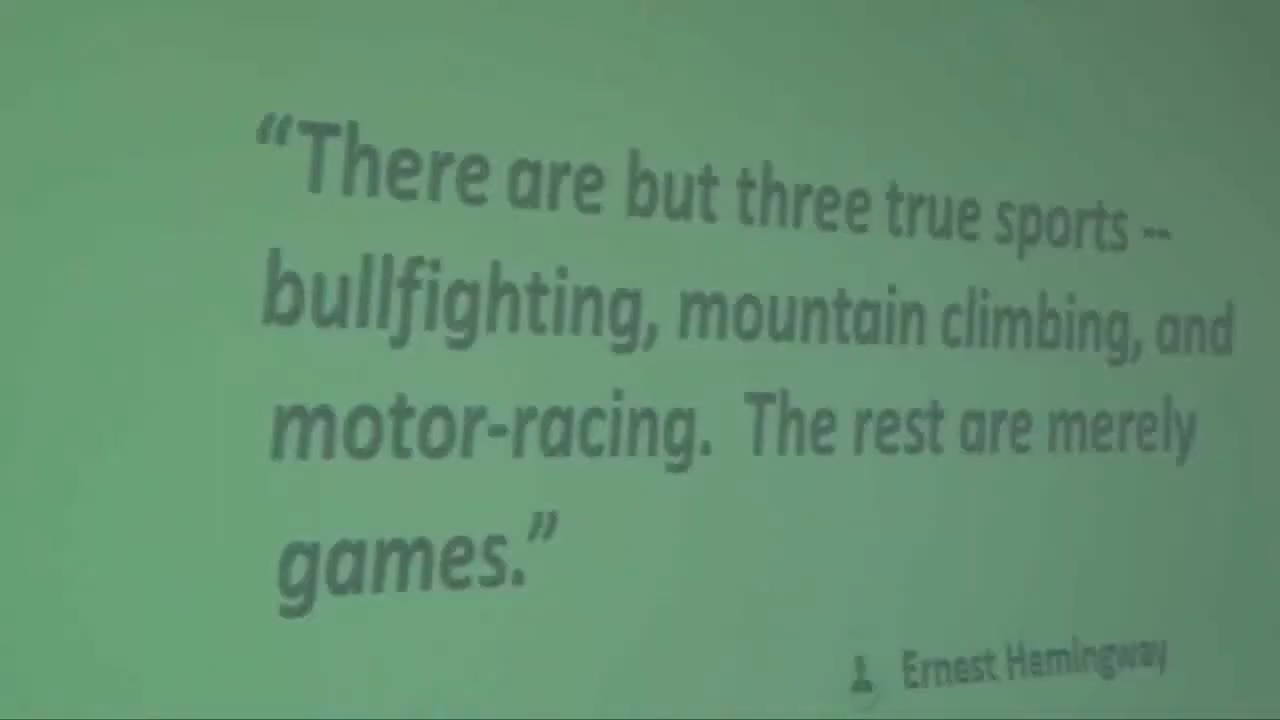 “There are but three true sports --
bullfighting, mountain climbing, and
motor-racing.  The rest are merely
games.”
Ernest Hemingway